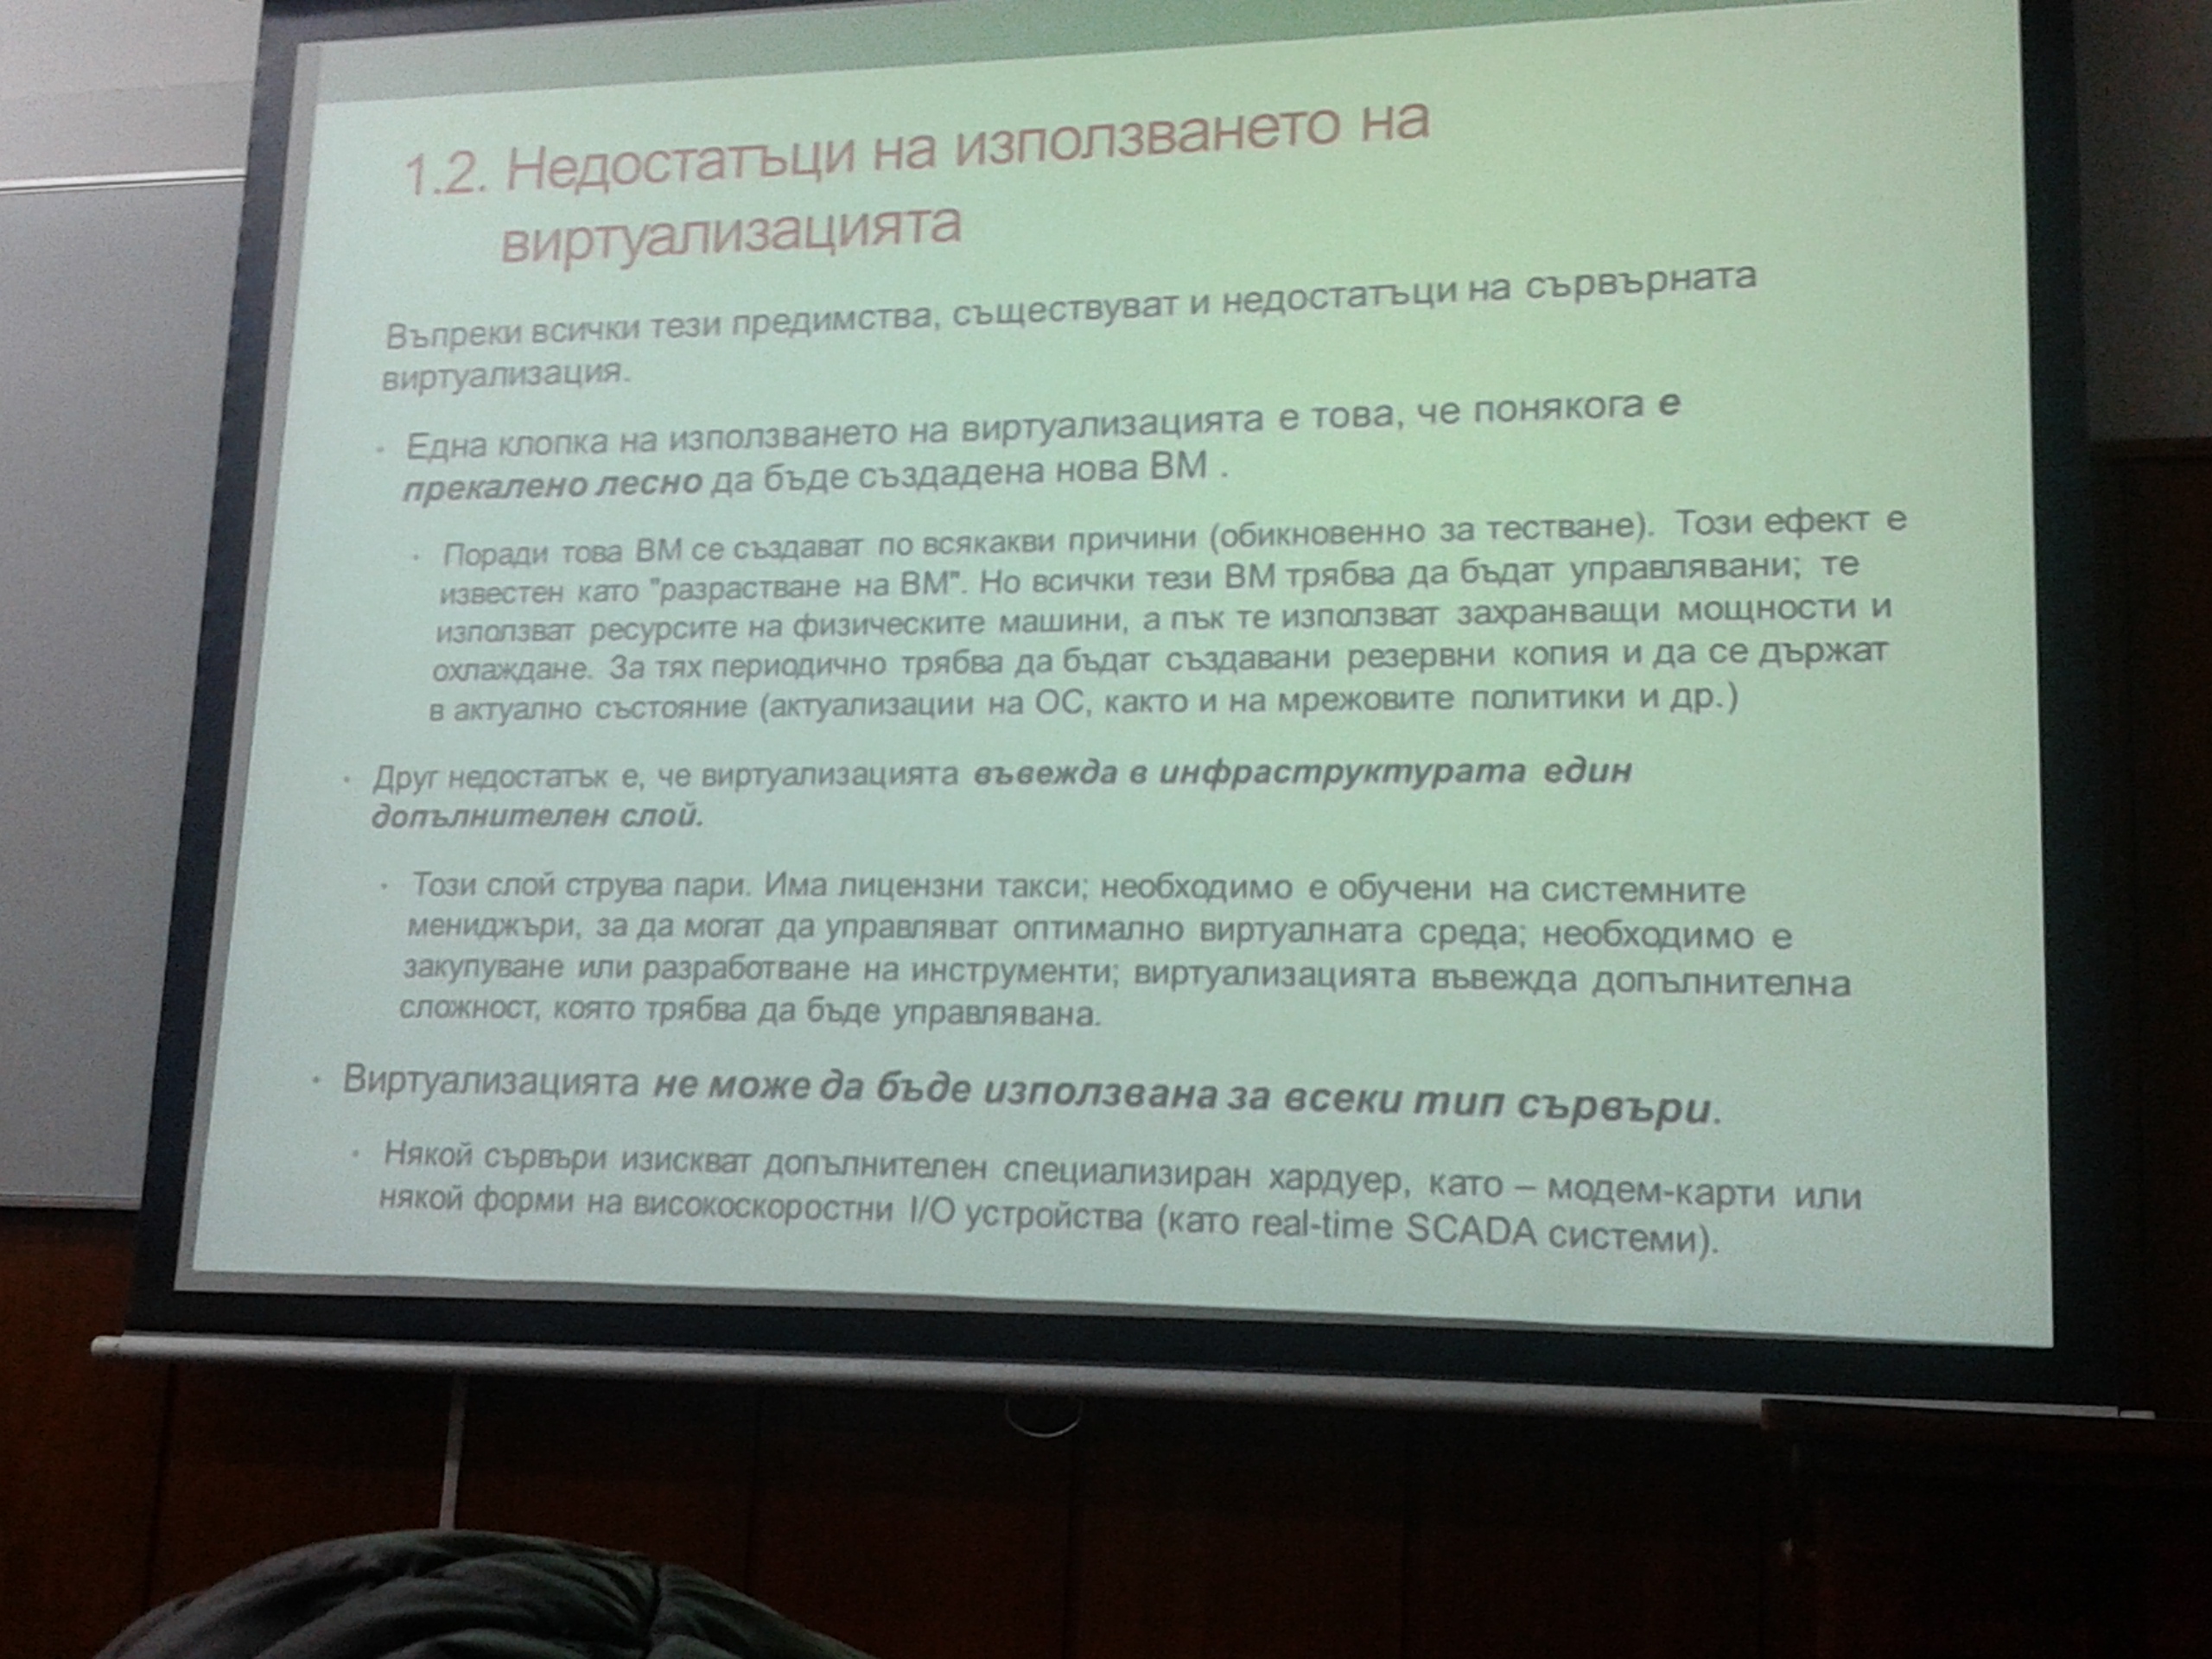 1.2. Недостатъци на използването на
виртуализацията
Въпреки всички тези предимства, съществуват и недостатъци на сървърната
виртуализация.
· Една клопка на използването на виртуализацията е това, че понякога е
прекалено лесно да бъде създадена нова ВМ .
· Поради това ВМ се създават по всякакви причини (обикновенно за тестване). Този ефект е
известен като "разрастване на ВМ". Но всички тези ВМ трябва да бъдат управлявани; те
използват ресурсите на физическите машини, а пък те използват захранващи мощности и
охлаждане. За тях периодично трябва да бъдат създавани резервни копия и да се държат
в актуално състояние (актуализации на ОС, както и на мрежовите политики и др.)
· Друг недостатък е, че виртуализацията въвежда в инфраструктурата един
допълнителен слой.
· Този слой струва пари. Има лицензни такси; необходимо е обучени на системните
мениджъри, за да могат да управляват оптимално виртуалната среда; необходимо е
закупуване или разработване на инструменти; виртуализацията въвежда допълнителна
сложност, която трябва да бъде управлявана.
· Виртуализацията не може да бъде използвана за всеки тип сървъри.
· Някой сървъри изискват допълнителен специализиран хардуер, като – модем-карти или
някой форми на високоскоростни I/O устройства (като real-time SCADA системи).